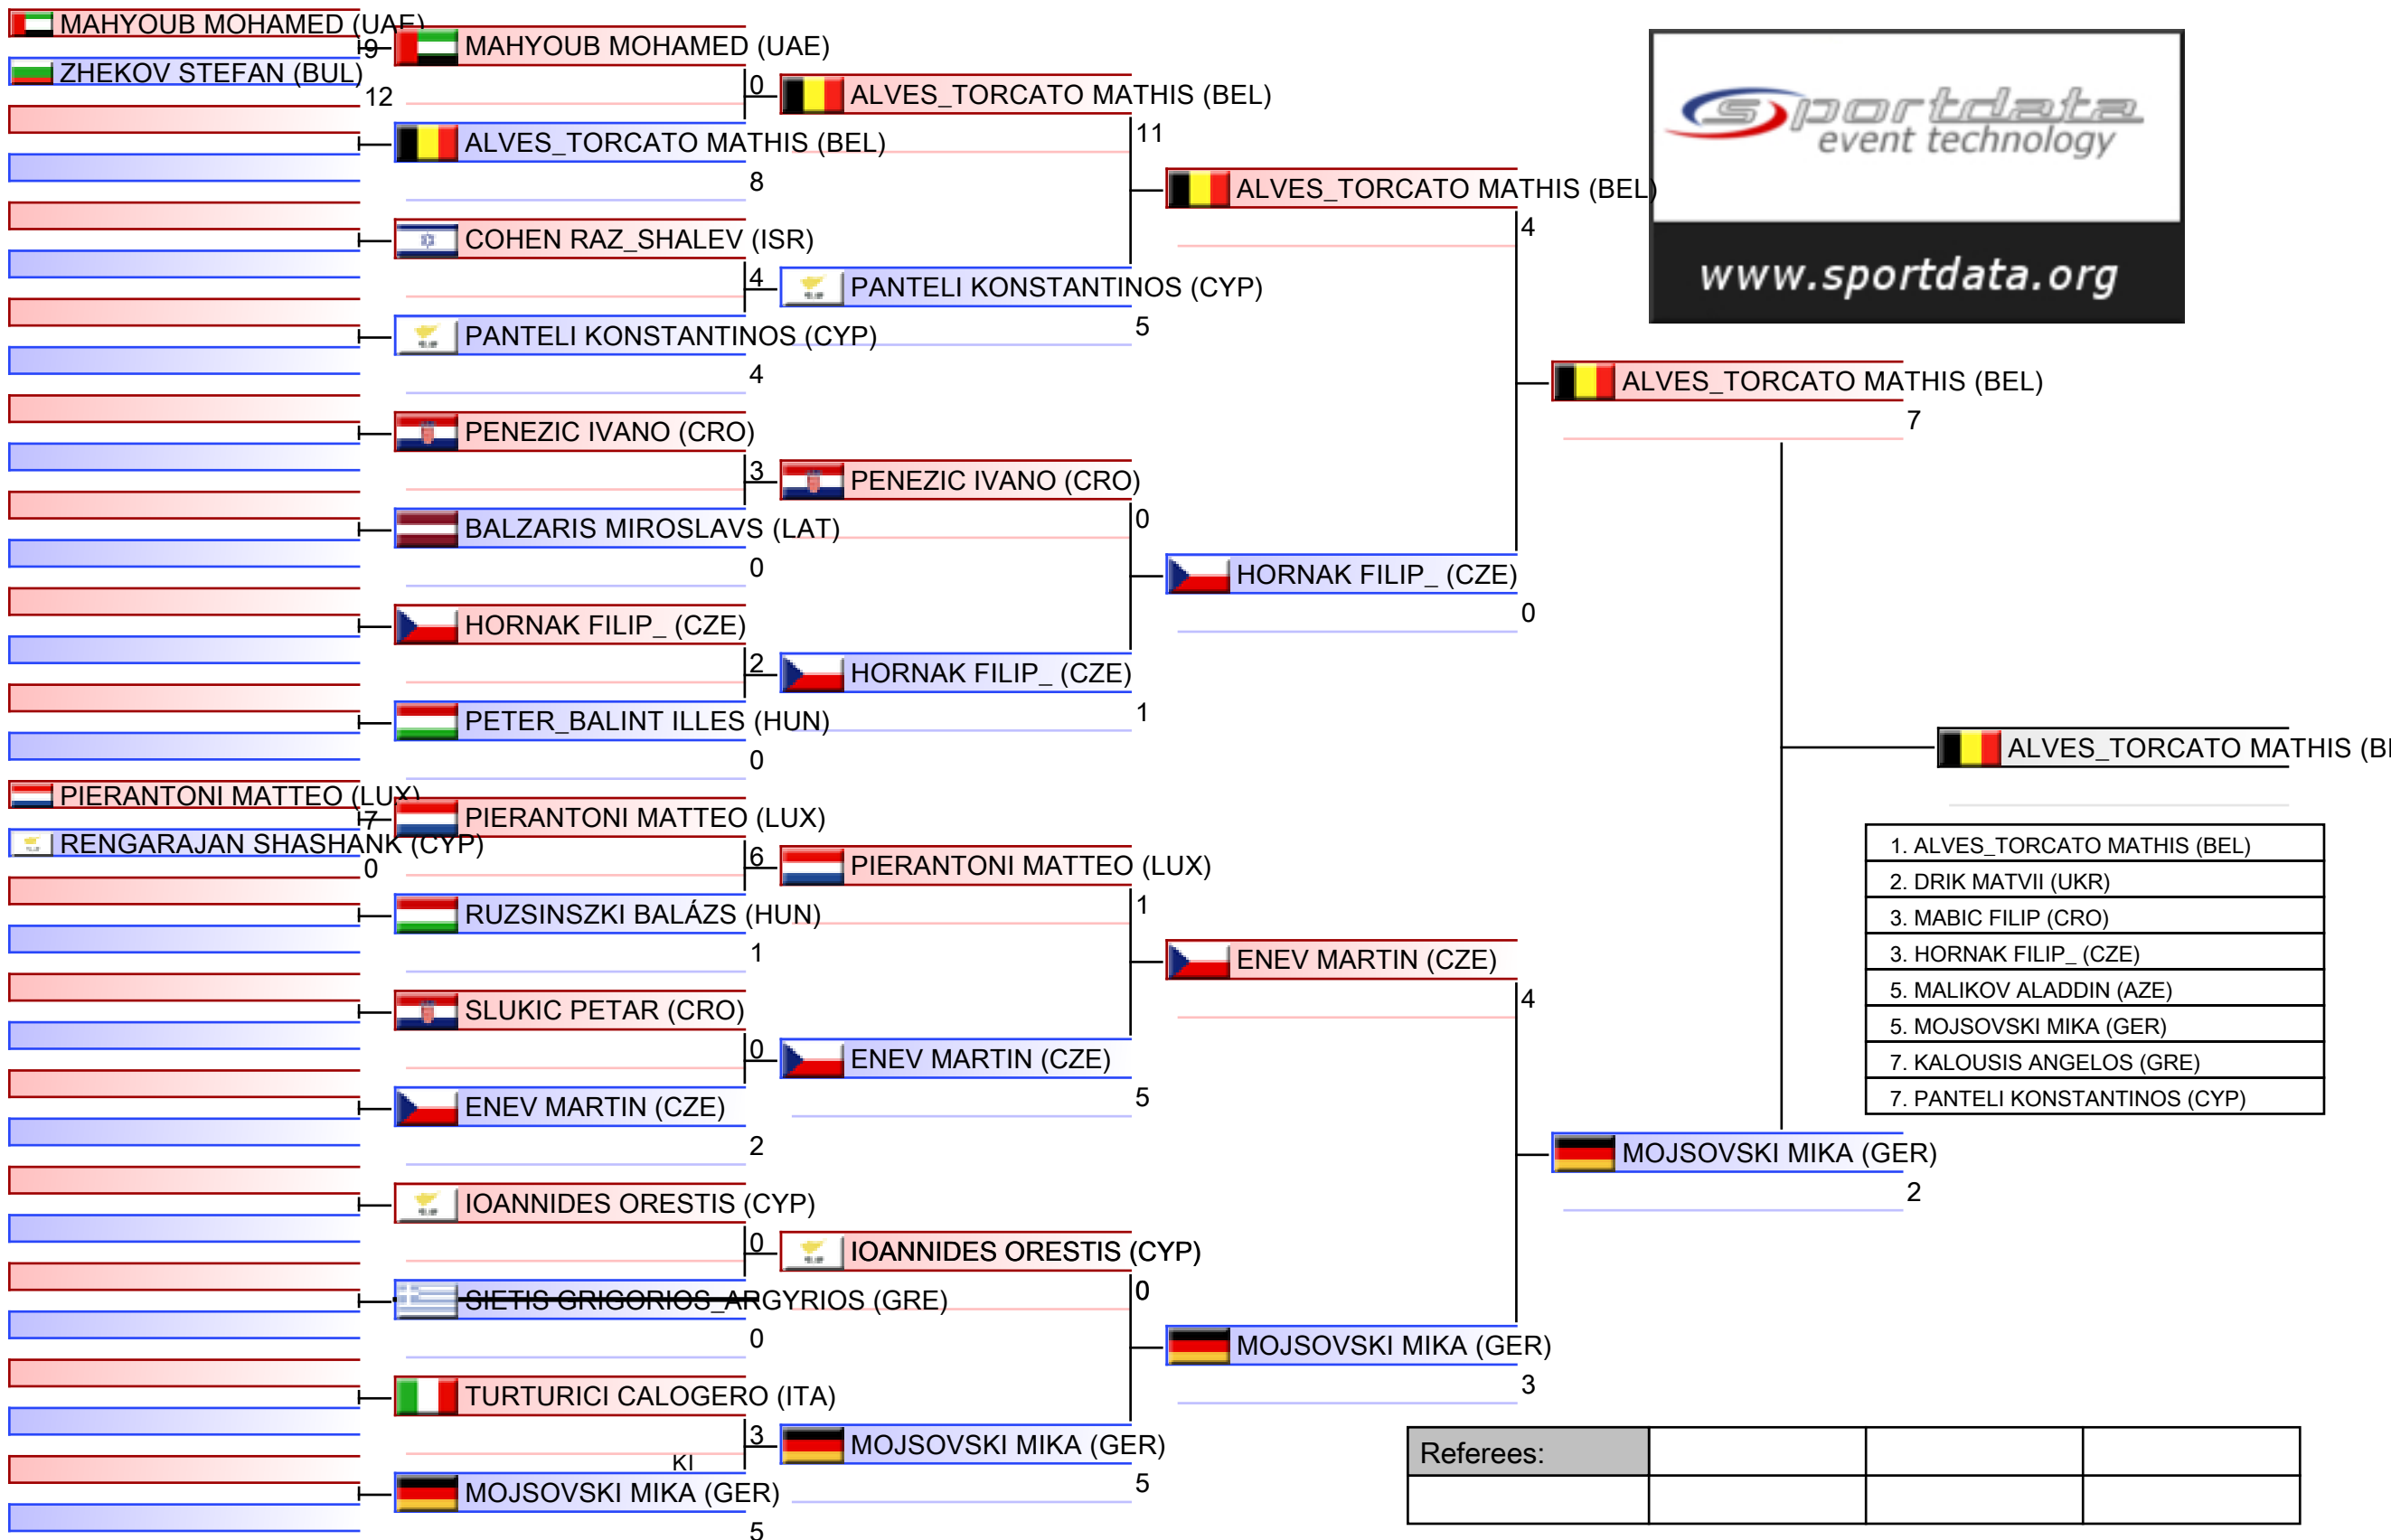 MAHYOUB MOHAMED (UAE)
9
ZHEKOV STEFAN (BUL)
12
PIERANTONI MATTEO (LUX)
7
RENGARAJAN SHASHANK (CYP)
0
MAHYOUB MOHAMED (UAE)
0
ALVES_TORCATO MATHIS (BEL)
8
COHEN RAZ_SHALEV (ISR)
4
PANTELI KONSTANTINOS (CYP)
4
PENEZIC IVANO (CRO)
3
BALZARIS MIROSLAVS (LAT)
0
HORNAK FILIP_ (CZE)
2
PETER_BALINT ILLES (HUN)
0
PIERANTONI MATTEO (LUX)
6
RUZSINSZKI BALÁZS (HUN)
1
SLUKIC PETAR (CRO)
0
ENEV MARTIN (CZE)
2
IOANNIDES ORESTIS (CYP)
0
SIETIS GRIGORIOS_ARGYRIOS (GRE)
0
TURTURICI CALOGERO (ITA)
3
KI
MOJSOVSKI MIKA (GER)
5
ALVES_TORCATO MATHIS (BEL)
11
PANTELI KONSTANTINOS (CYP)
5
PENEZIC IVANO (CRO)
0
HORNAK FILIP_ (CZE)
1
PIERANTONI MATTEO (LUX)
1
ENEV MARTIN (CZE)
5
IOANNIDES ORESTIS (CYP)
0
MOJSOVSKI MIKA (GER)
5
ALVES_TORCATO MATHIS (BEL)
4
HORNAK FILIP_ (CZE)
0
ENEV MARTIN (CZE)
4
MOJSOVSKI MIKA (GER)
3
ALVES_TORCATO MATHIS (BEL)
7
MOJSOVSKI MIKA (GER)
2
sportdata
event technology
www.sportdata.org
ALVES_TORCATO MATHIS (BE
1. ALVES_TORCATO MATHIS (BEL)
2. DRIK MATVII (UKR)
3. MABIC FILIP (CRO)
3. HORNAK FILIP_ (CZE)
5. MALIKOV ALADDIN (AZE)
5. MOJSOVSKI MIKA (GER)
7. KALOUSIS ANGELOS (GRE)
7. PANTELI KONSTANTINOS (CYP)
Referees: